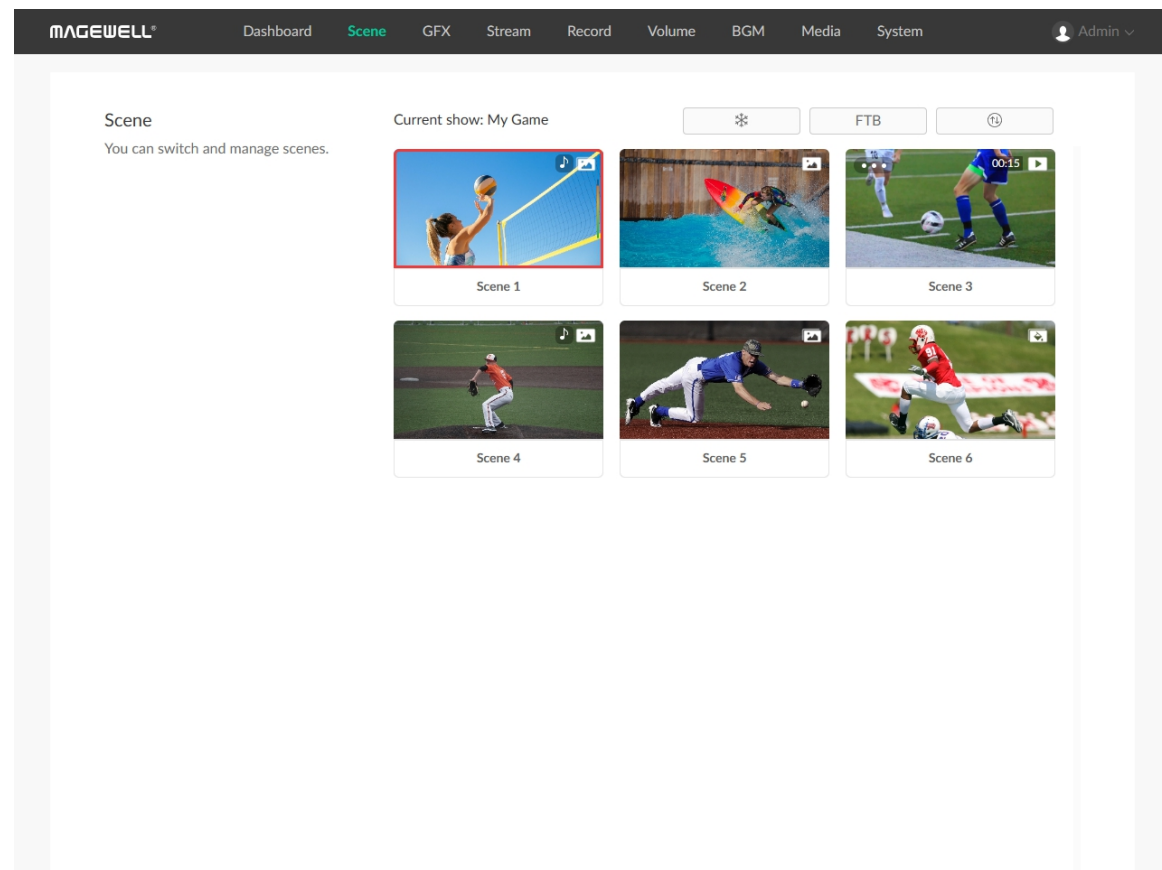 MAGEWELL®
Dashboard Scene GFX Stream Record Volume BGM Media System Admin
Scene
Current show: My Game
FTB
You can switch and manage scenes.
00:15
Scene 1 Scene 2 Scene 3
91
Scene 4 Scene 5 Scene 6